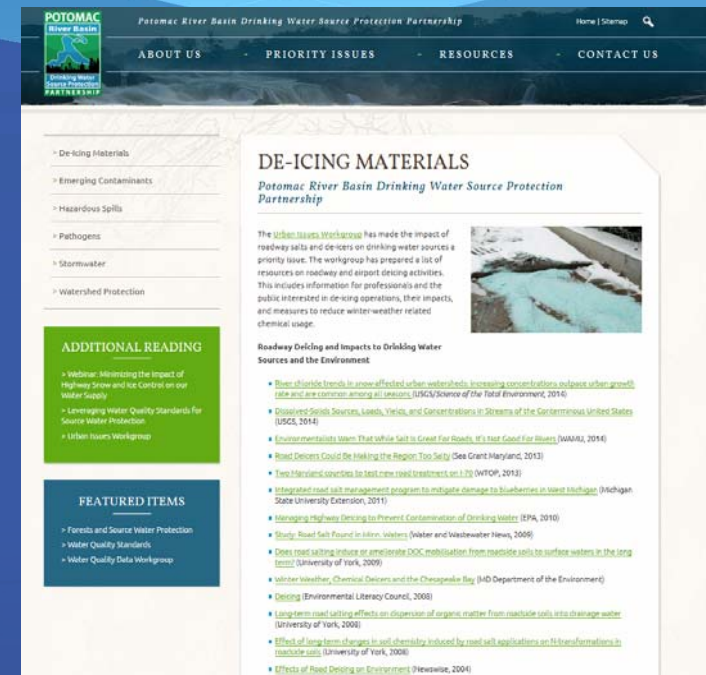 POTOMAC
River Basin
Drinking Water
Source Protection
PARTNERSHIP
Potomac River Basin Drinking Water Source Protection Partnership
Home | Sitemap
ABOUT US - PRIORITY ISSUES - RESOURCES - CONTACT US
> De-Icing Materials
> Emerging Contaminants
> Hazardous Spills
> Pathogens
> Stormwater
> Watershed Protection
ADDITIONAL READING
> Webinar: Minimizing the Impact of
Highway Snow and Ice Control on our
Water Supply
> Leveraging Water Quality Standards for
Source Water Protection
> Urban Issues Workgroup
FEATURED ITEMS
> Forests and Source Water Protection
> Water Quality Standards
> Water Quality Data Workgroup
DE-ICING MATERIALS
Potomac River Basin Drinking Water Source Protection
Partnership
The Urban Issues Workgroup has made the impact of
roadway salts and de-icers on drinking water sources a
priority issue. The workgroup has prepared a list of
resources on roadway and airport deicing activities.
This includes information for professionals and the
public interested in de-icing operations, their impacts,
and measures to reduce winter-weather related
chemical usage.
Roadway Deicing and Impacts to Drinking Water
Sources and the Environment
River chloride trends in snow affected urban watersheds: increasing concentrations outpace urban growth
rate and are common among all seasons (USGS/Science of the Total Environment, 2014)
Dissolved-Solids Sources, Loads, Yields, and Concentrations in Streams of the Conterminous United States
(USGS, 2014)
Environmentalists Warn That While Salt Is Great For Roads, It's Not Good For Rivers (WAMU, 2014)
Road Deicers Could Be Making the Region Too Salty (Sea Grant Maryland, 2013)
Two Maryland counties to test new road treatment on I-70 (WTOP, 2013)
Integrated road salt management program to mitigate damage to blueberries in West Michigan (Michigan
State University Extension, 2011)
Managing Highway Deicing to Prevent Contamination of Drinking Water (EPA, 2010)
Study: Road Salt Found in Minn. Waters (Water and Wastewater News, 2009)
Does road salting induce or ameliorate DOC mobilisation from roadside soils to surface waters in the long
term? (University of York, 2009)
Winter Weather, Chemical Deicers and the Chesapeake Bay (MD Department of the Environment)
Deicing (Environmental Literacy Council, 2008)
Long-term road salting effects on dispersion of organic matter from roadside soils into drainage water
(University of York, 2008)
Effect of long-term changes in soil chemistry induced by road salt applications on N-transformations in
roadside soils (University of York, 2008)
Effects of Road Deicing on Environment (Newswise, 2004)